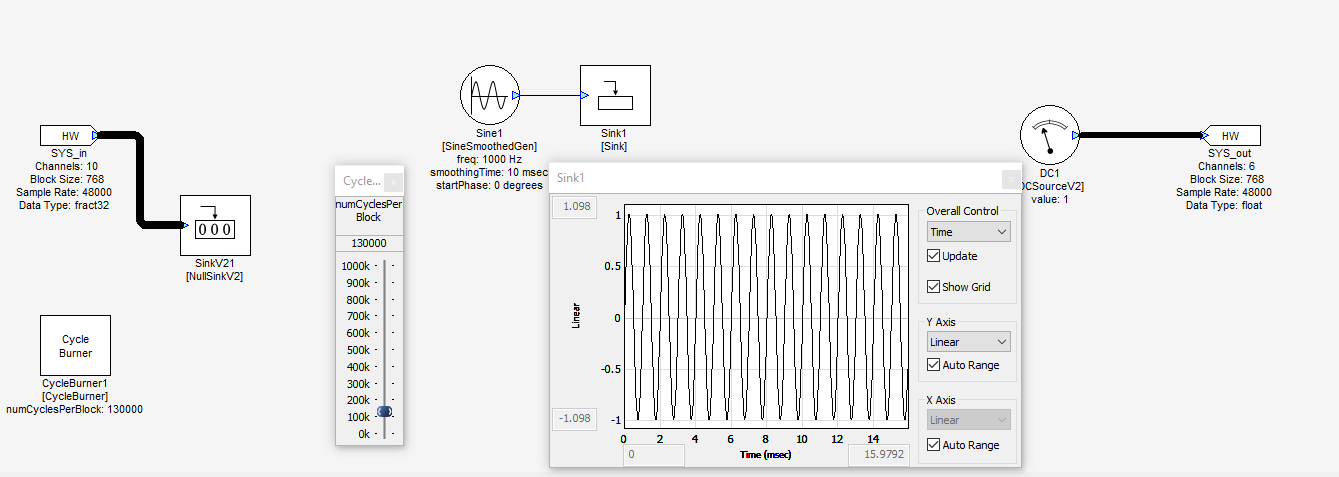 HW
SYS_in
Channels: 10
Block Size: 768
Sample Rate: 48000
Data Type: fract32
0 0 0
SinkV21
[NullSinkV2]
Cycle
Burner
CycleBurner1
[CycleBurner]
numCyclesPerBlock: 130000
Sine1
[SineSmoothedGen]
freq: 1000 Hz
smoothingTime: 10 msec
startPhase: 0 degrees
Sink1
[Sink]
Cycle...
numCyclesPer
Block
130000
1000k
900k
800k
700k
600k
500k
400k
300k
200k
100k
0k
Sink1
1.098
-1.098
Linear
1
0.5
0
-0.5
-1
0 2 4 6 8 10 12 14
Time (msec)
0
15.9792
Overall Control
Time
Update
Show Grid
Y Axis
Linear
Auto Range
X Axis
Linear
Auto Range
DC1
DCSourceV2]
value: 1
HW
SYS_out
Channels: 6
Block Size: 768
Sample Rate: 48000
Data Type: float